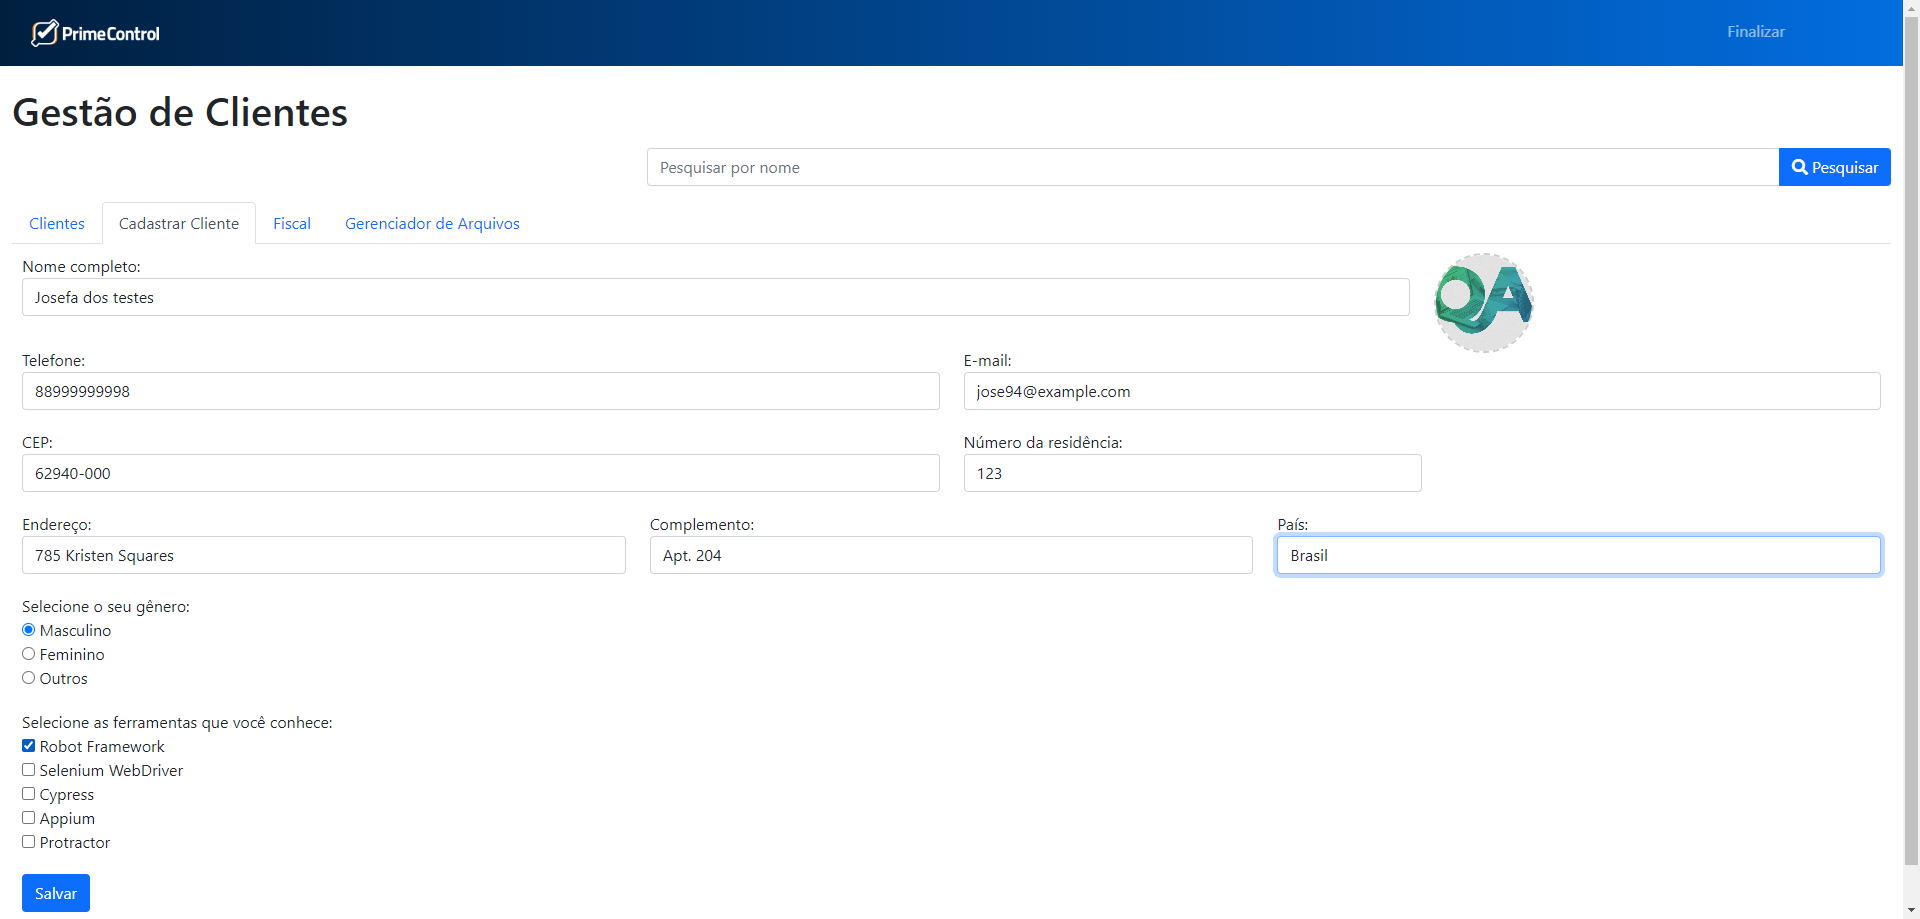 PrimeControl
Finalizar
Gestão de Clientes
Pesquisar por nome
Pesquisar
Clientes
Cadastrar Cliente
Fiscal
Gerenciador de Arquivos
Nome completo:
Josefa dos testes
QA
Telefone:
88999999998
E-mail:
jose94@example.com
CEP:
62940-000
Número da residência:
123
Endereço:
785 Kristen Squares
Complemento:
Apt. 204
País:
Brasil
Selecione o seu gênero:
Masculino
Feminino
Outros
Selecione as ferramentas que você conhece:
Robot Framework
Selenium WebDriver
Cypress
Appium
Protractor
Salvar